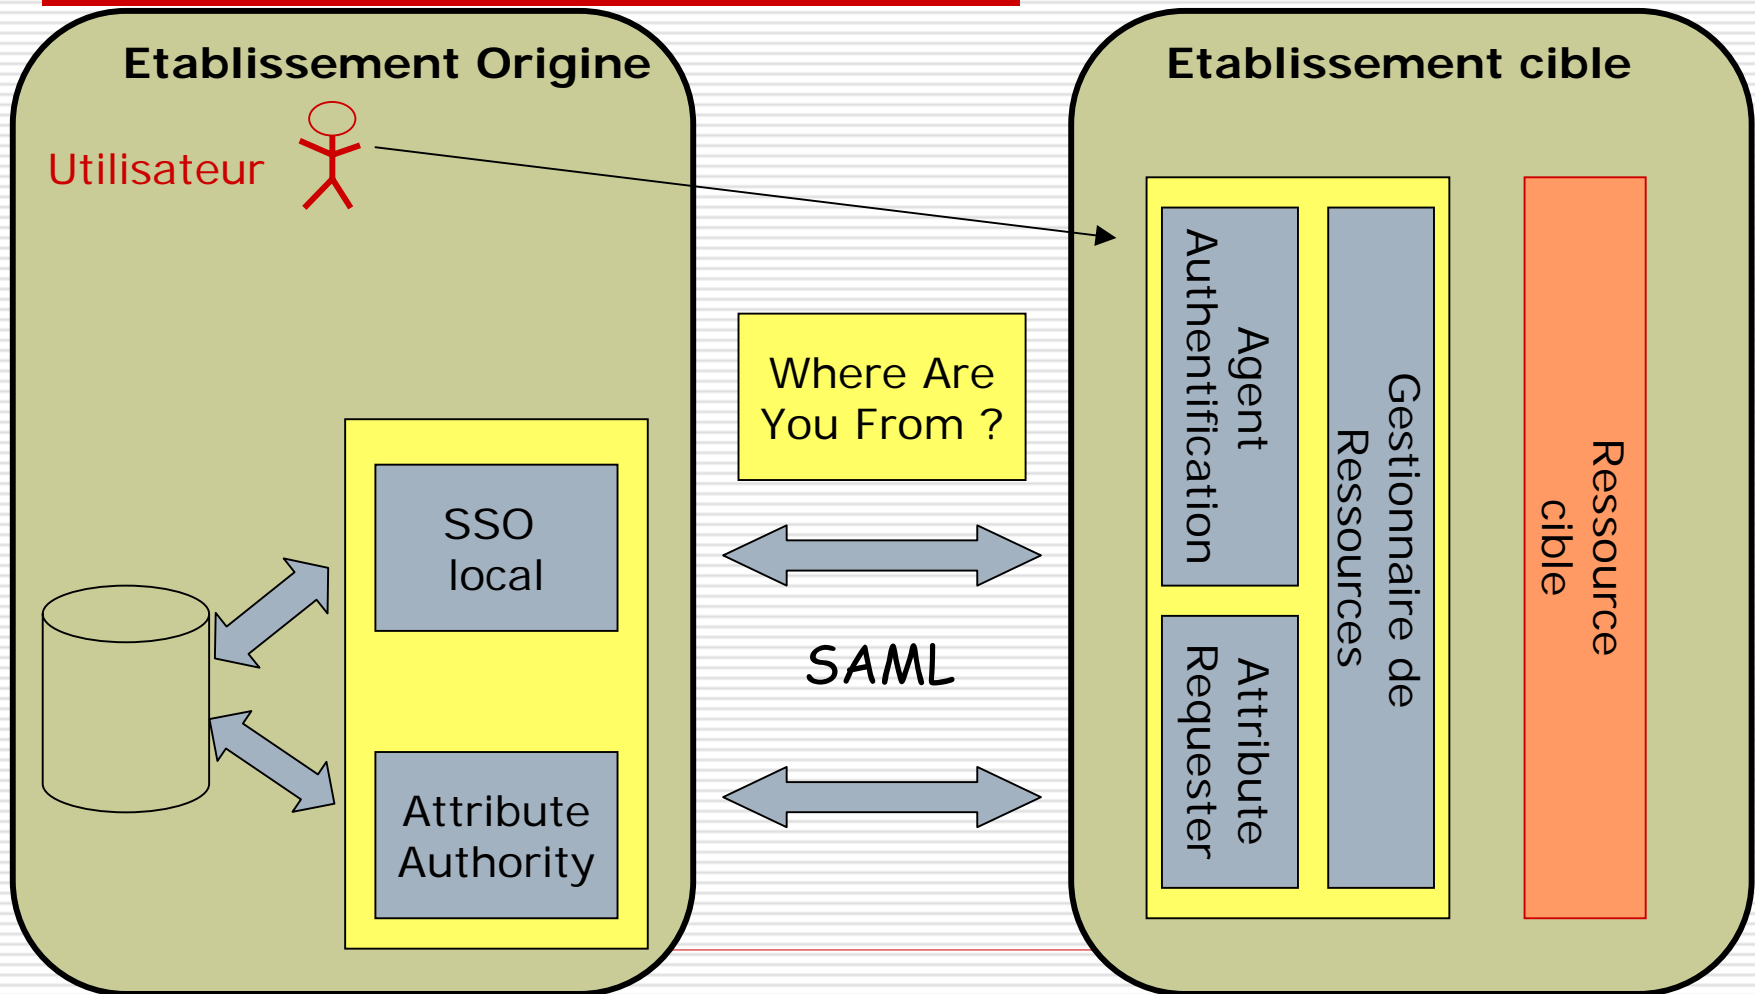 Etablissement Origine
Utilisateur
SSO
local
Attribute
Authority
Where Are
You From ?
SAML
Etablissement cible
Agent
Authentification
Attribute
Requester
Gestionnaire de
Ressources
Ressource
cible